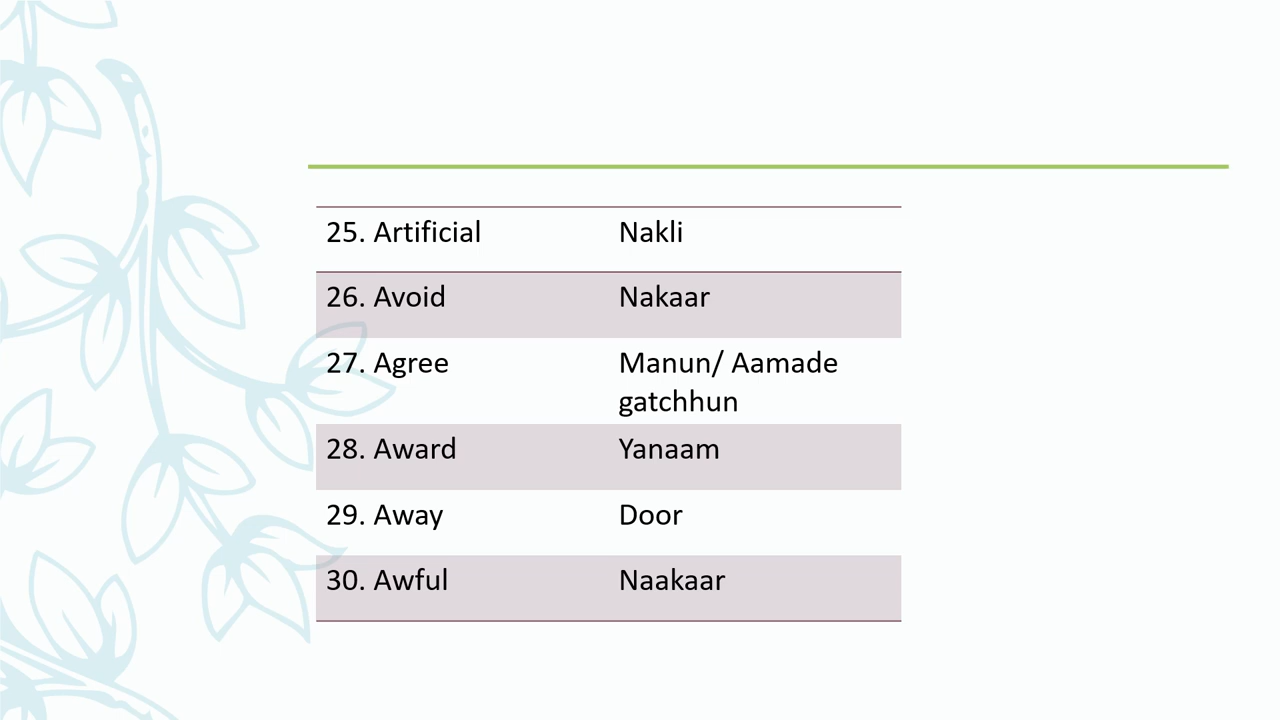 25. Artificial Nakli
26. Avoid Nakaar
27. Agree Manun/ Aamade
gatchhun
28. Award Yanaam
29. Away Door
30. Awful Naakaar